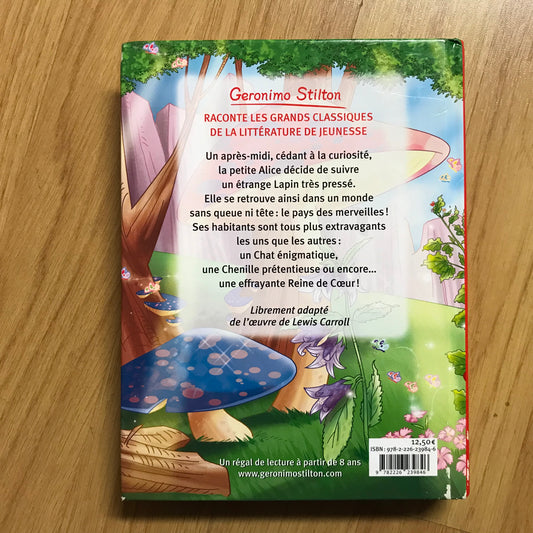 Geronimo Stilton
RACONTE LES GRANDS CLASSIQUES
DE LA LITTÉRATURE DE JEUNESSE
Un après-midi, cédant à la curiosité,
la petite Alice décide de suivre
un étrange Lapin très pressé.
Elle se retrouve ainsi dans un monde
sans queue ni tête : le pays des merveilles !
Ses habitants sont tous plus extravagants
les uns que les autres :
un Chat énigmatique,
une Chenille prétentieuse ou encore...
une effrayante Reine de Cœur !
Librement adapté
de l'œuvre de Lewis Carroll
12,50 €
ISBN : 978-2-226-23984-6
9 782226 239846
Un régal de lecture à partir de 8 ans
www.geronimostilton.com